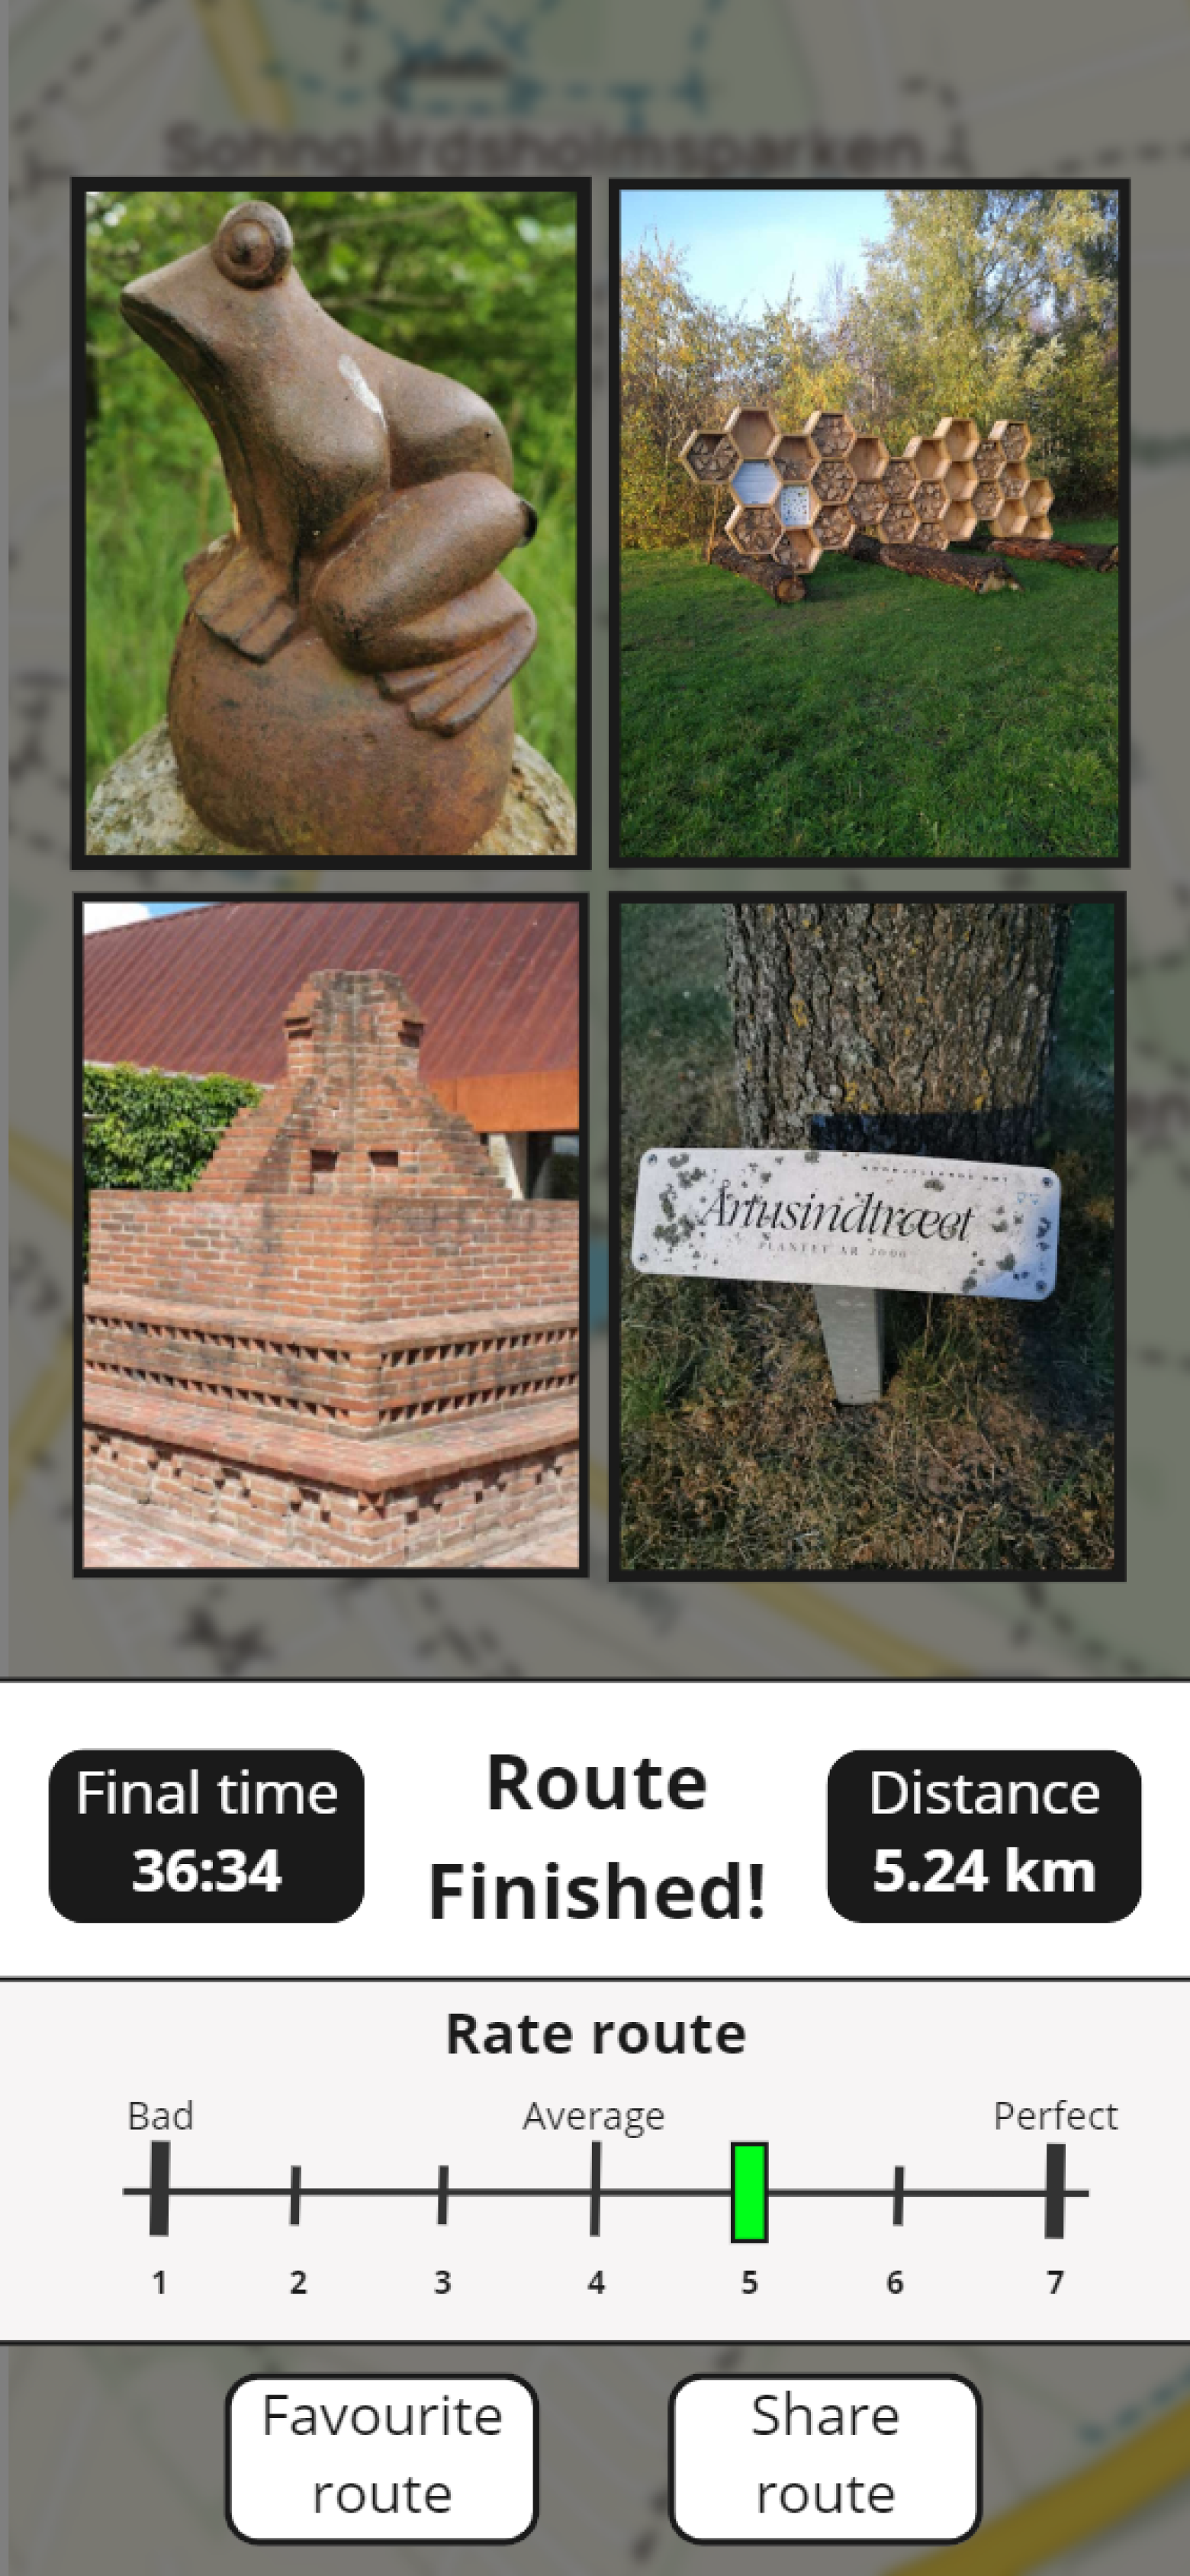 Sohngårdsholmsparken
Årtusindtræet
PLANTET ÅR 2000
Final time
36:34
Route
Finished!
Distance
5.24 km
Rate route
Bad
Average
Perfect
1
2
3
4
5
6
7
Favourite
route
Share
route